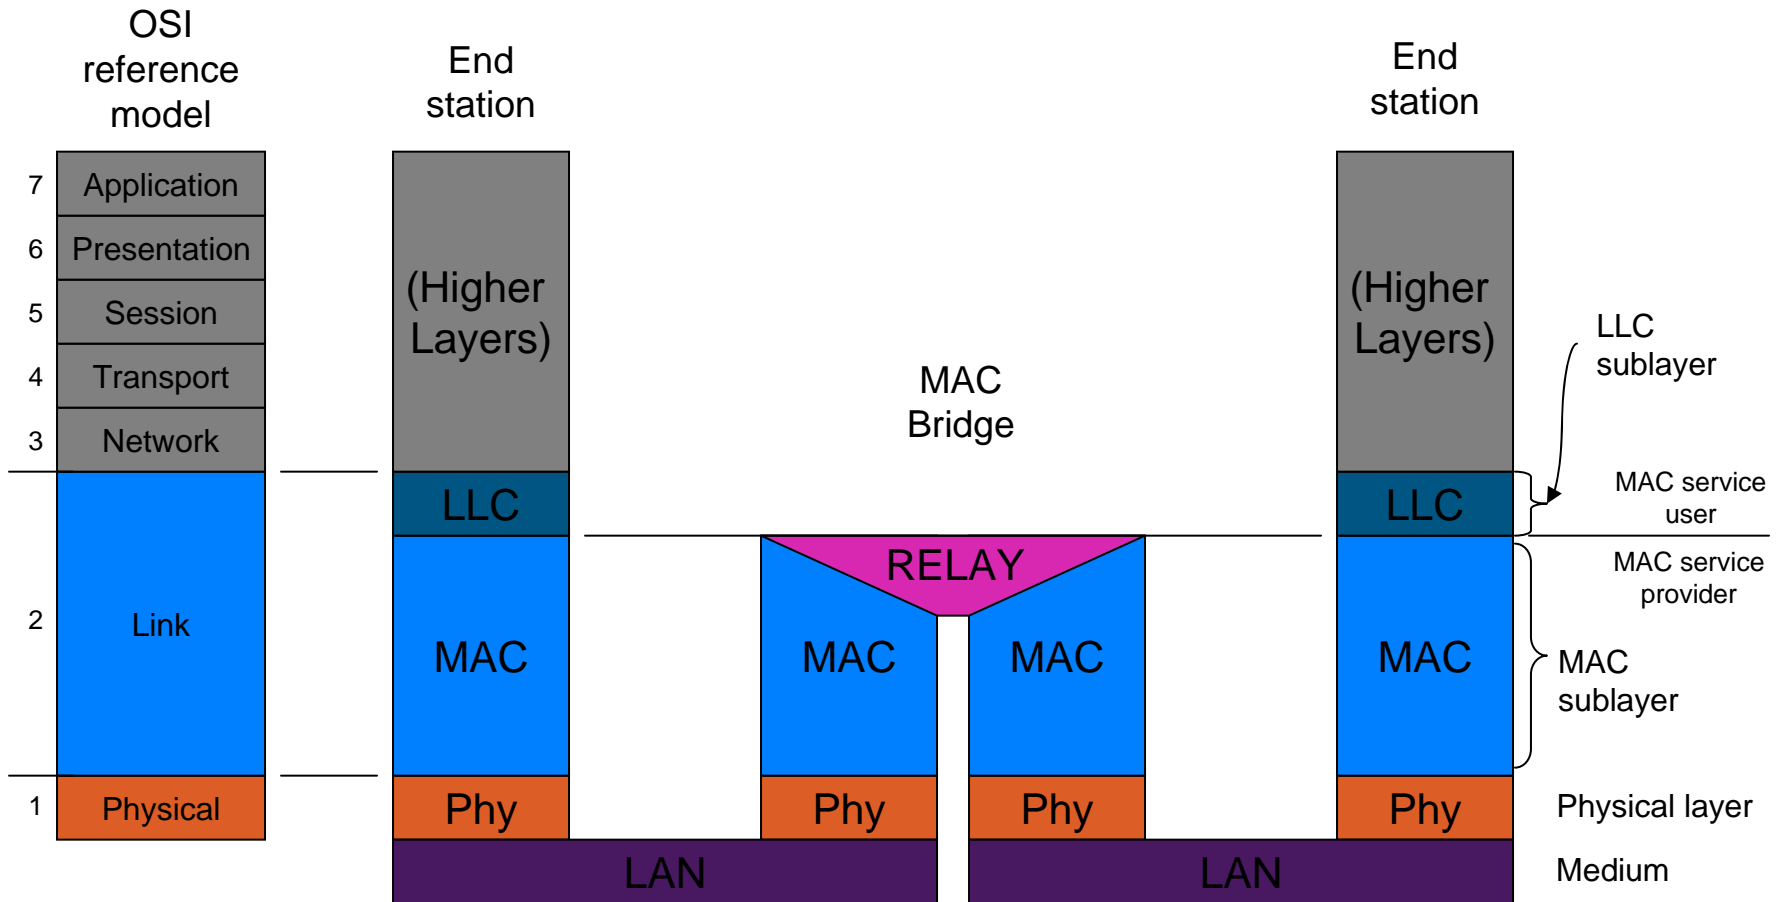 OSI
reference
model
End
station
End
station
7
Application
6
Presentation
5
Session
4
Transport
3
Network
2
Link
1
Physical
(Higher
Layers)
LLC
MAC
Phy
MAC
Bridge
RELAY
MAC
MAC
Phy
Phy
(Higher
Layers)
LLC
MAC
Phy
LAN
LAN
LLC
sublayer
MAC service
user
MAC service
provider
MAC
sublayer
Physical layer
Medium